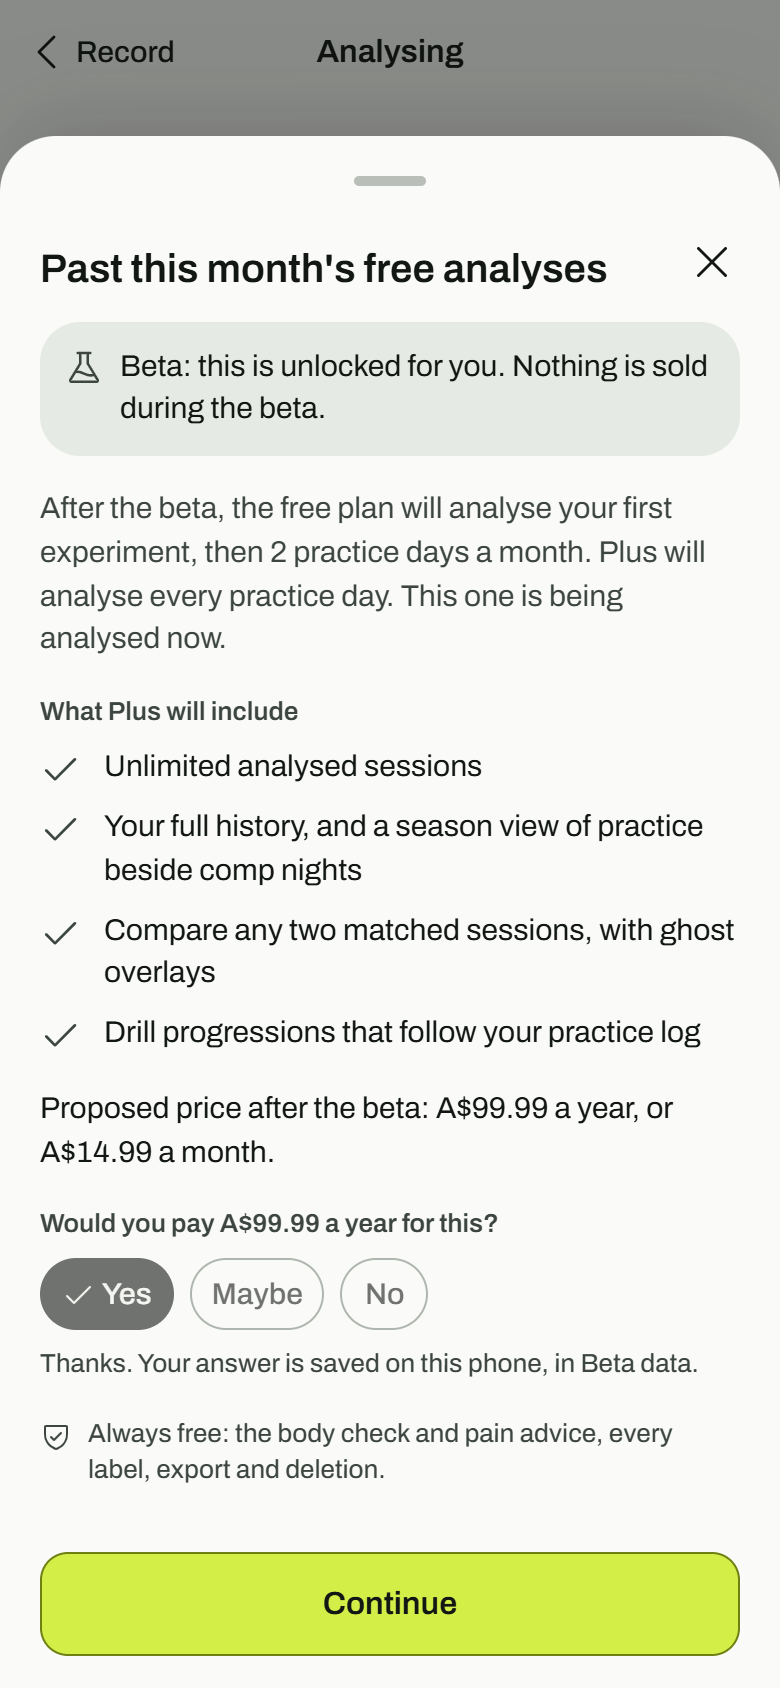 Record
Analysing
Past this month's free analyses
Beta: this is unlocked for you. Nothing is sold
during the beta.
After the beta, the free plan will analyse your first
experiment, then 2 practice days a month. Plus will
analyse every practice day. This one is being
analysed now.
What Plus will include
Unlimited analysed sessions
Your full history, and a season view of practice
beside comp nights
Compare any two matched sessions, with ghost
overlays
Drill progressions that follow your practice log
Proposed price after the beta: A$99.99 a year, or
A$14.99 a month.
Would you pay A$99.99 a year for this?
Yes
Maybe
No
Thanks. Your answer is saved on this phone, in Beta data.
Always free: the body check and pain advice, every
label, export and deletion.
Continue